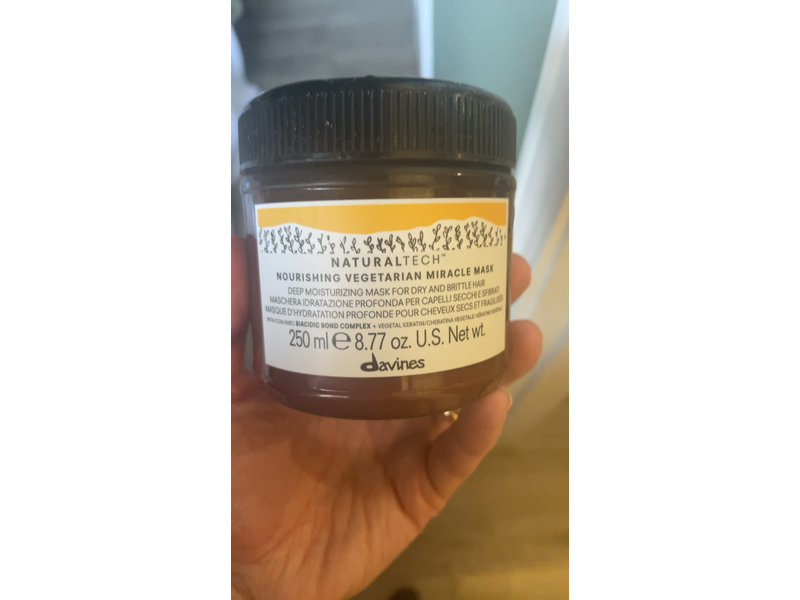 NATURALTECH™
NOURISHING VEGETARIAN MIRACLE MASK
DEEP MOISTURIZING MASK FOR DRY AND BRITTLE HAIR
MASCHERA IDRATAZIONE PROFONDA PER CAPELLI SECCHI E SFIBRATI
MASQUE D'HYDRATATION PROFONDE POUR CHEVEUX SECS ET FRAGILISÉS
BIACIDIC BOND COMPLEX + VEGETAL KERATIN/CHERATINA VEGETALE/
250 ml ℮ 8.77 oz. U.S. Net wt.
davines